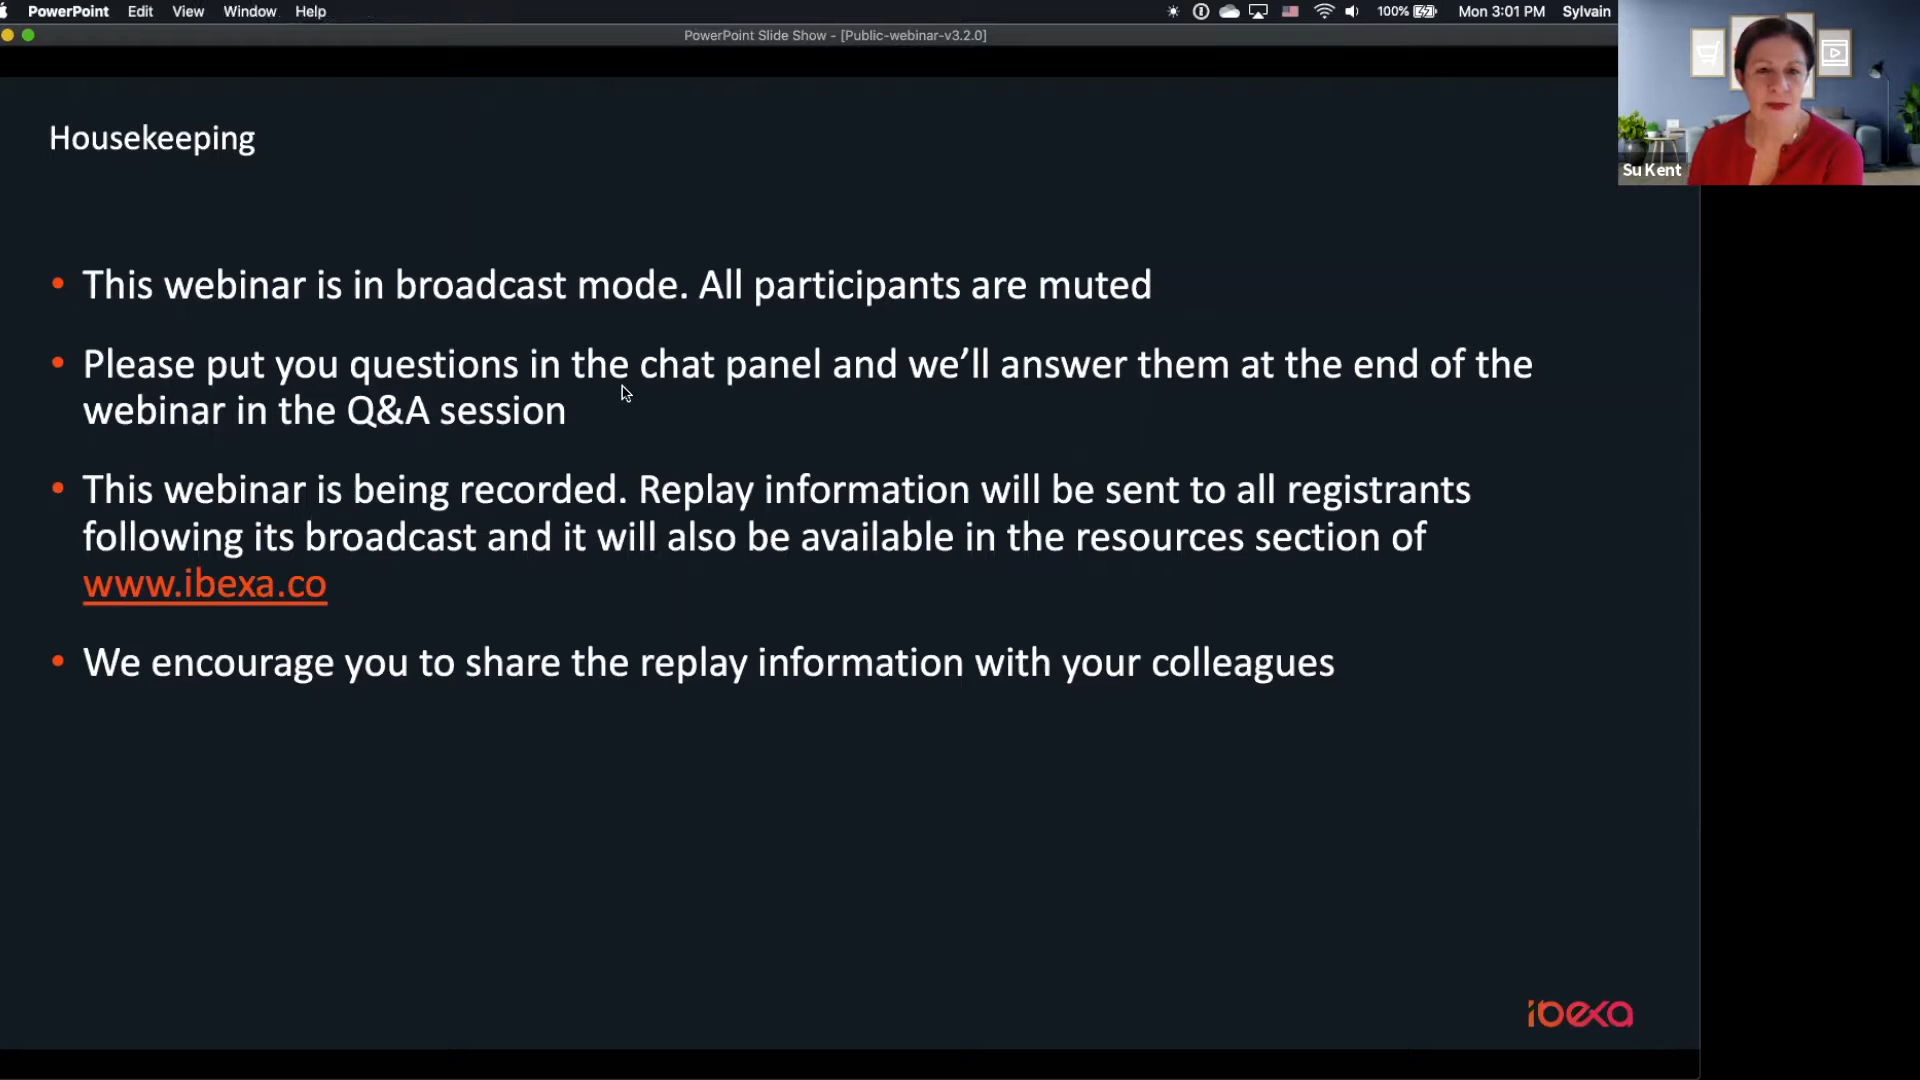 PowerPoint Edit View Window Help
100% Mon 3:01 PM Sylvain
PowerPoint Slide Show - [Public-webinar-v3.2.0]
Su Kent
Housekeeping
• This webinar is in broadcast mode. All participants are muted
• Please put you questions in the chat panel and we’ll answer them at the end of the
webinar in the Q&A session
• This webinar is being recorded. Replay information will be sent to all registrants
following its broadcast and it will also be available in the resources section of
www.ibexa.co
• We encourage you to share the replay information with your colleagues
ibexa